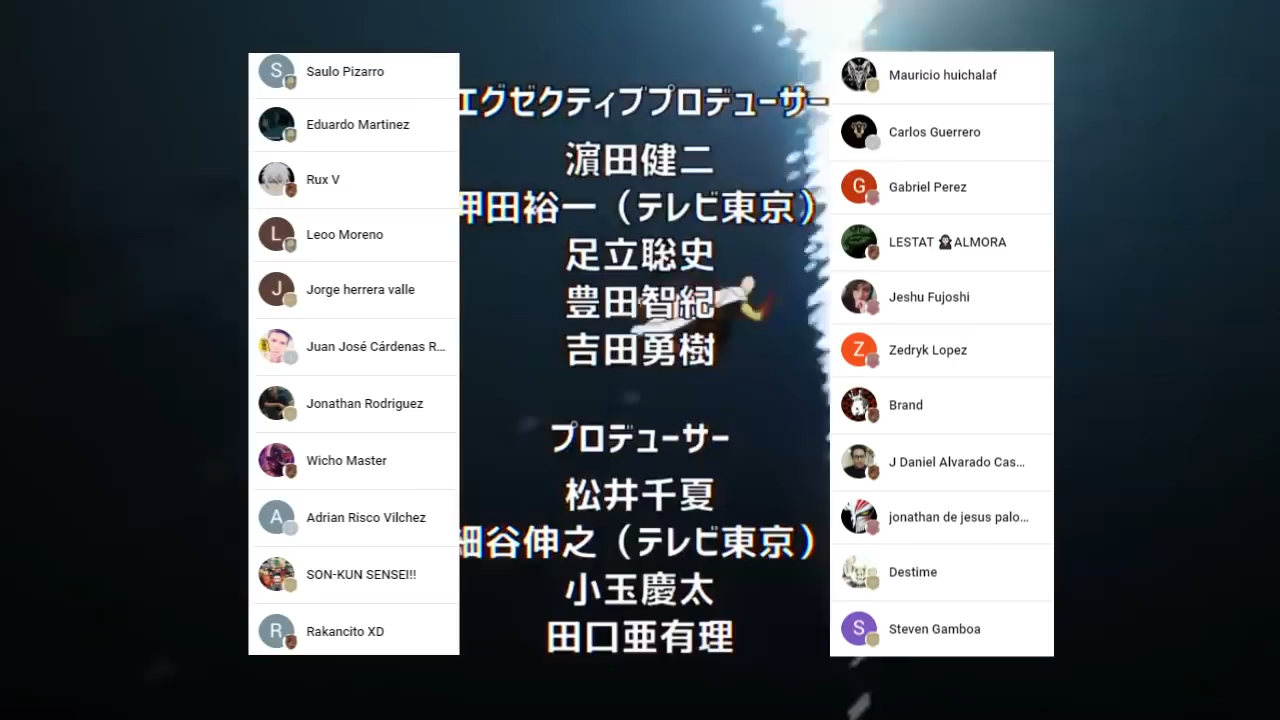 S
Saulo Pizarro
Eduardo Martinez
Rux V
L
Leoo Moreno
J
Jorge herrera valle
Juan José Cárdenas R...
Jonathan Rodriguez
Wicho Master
A
Adrian Risco Vilchez
SON-KUN SENSEI!!
R
Rakancito XD
エグゼクティブプロデューサー
濵田健二
押田裕一（テレビ東京）
足立聡史
豊田智紀
吉田勇樹
プロデューサー
松井千夏
細谷伸之（テレビ東京）
小玉慶太
田口亜有理
Mauricio huichalaf
Carlos Guerrero
G
Gabriel Perez
LESTAT 🧛🏻‍♂️ALMORA
Jeshu Fujoshi
Z
Zedryk Lopez
Brand
J Daniel Alvarado Cas...
jonathan de jesus palo...
Destime
S
Steven Gamboa